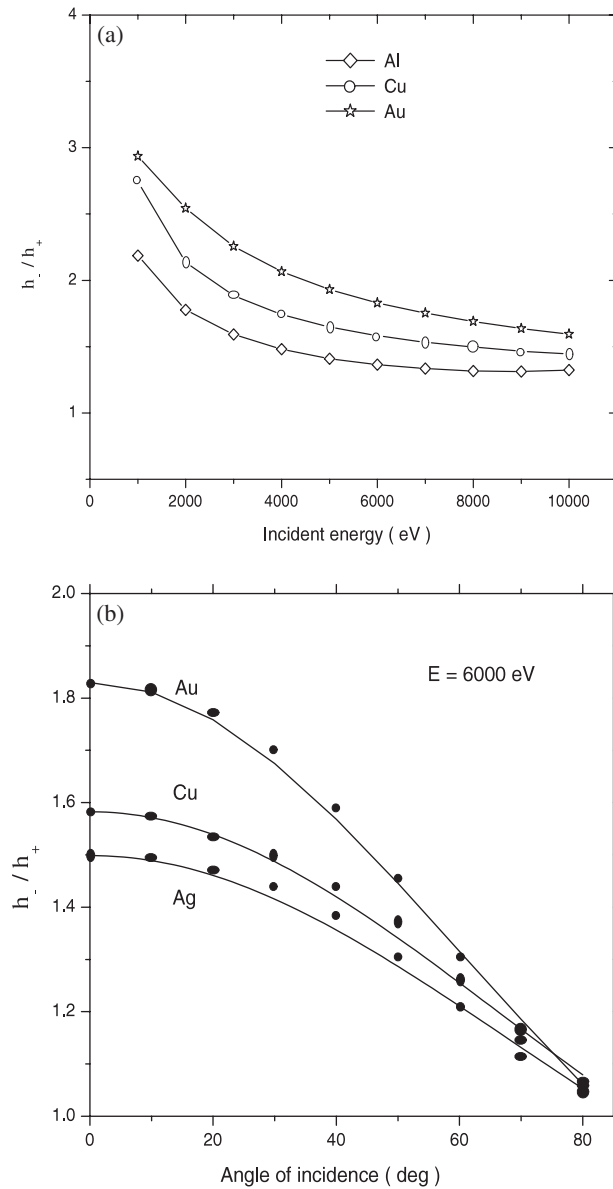 (a)
4
3
2
1
h_- / h_+
Al
Cu
Au
0 2000 4000 6000 8000 10000
Incident energy ( eV )
(b)
2.0
1.8
1.6
1.4
1.2
1.0
h_- / h_+
E = 6000 eV
Au
Cu
Ag
0 20 40 60 80
Angle of incidence ( deg )